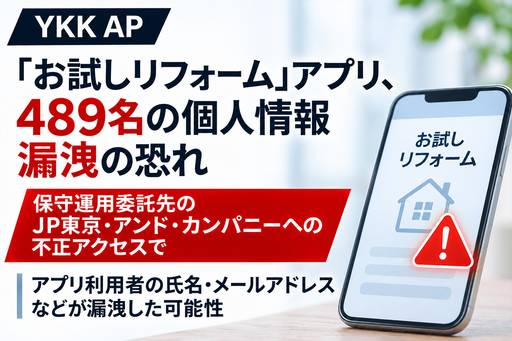 YKK AP
「お試しリフォーム」アプリ、
489名の個人情報
漏洩の恐れ
保守運用委託先の
JP東京・アンド・カンパニーへの
不正アクセスで
アプリ利用者の氏名・メールアドレス
などが漏洩した可能性
お試し
リフォーム